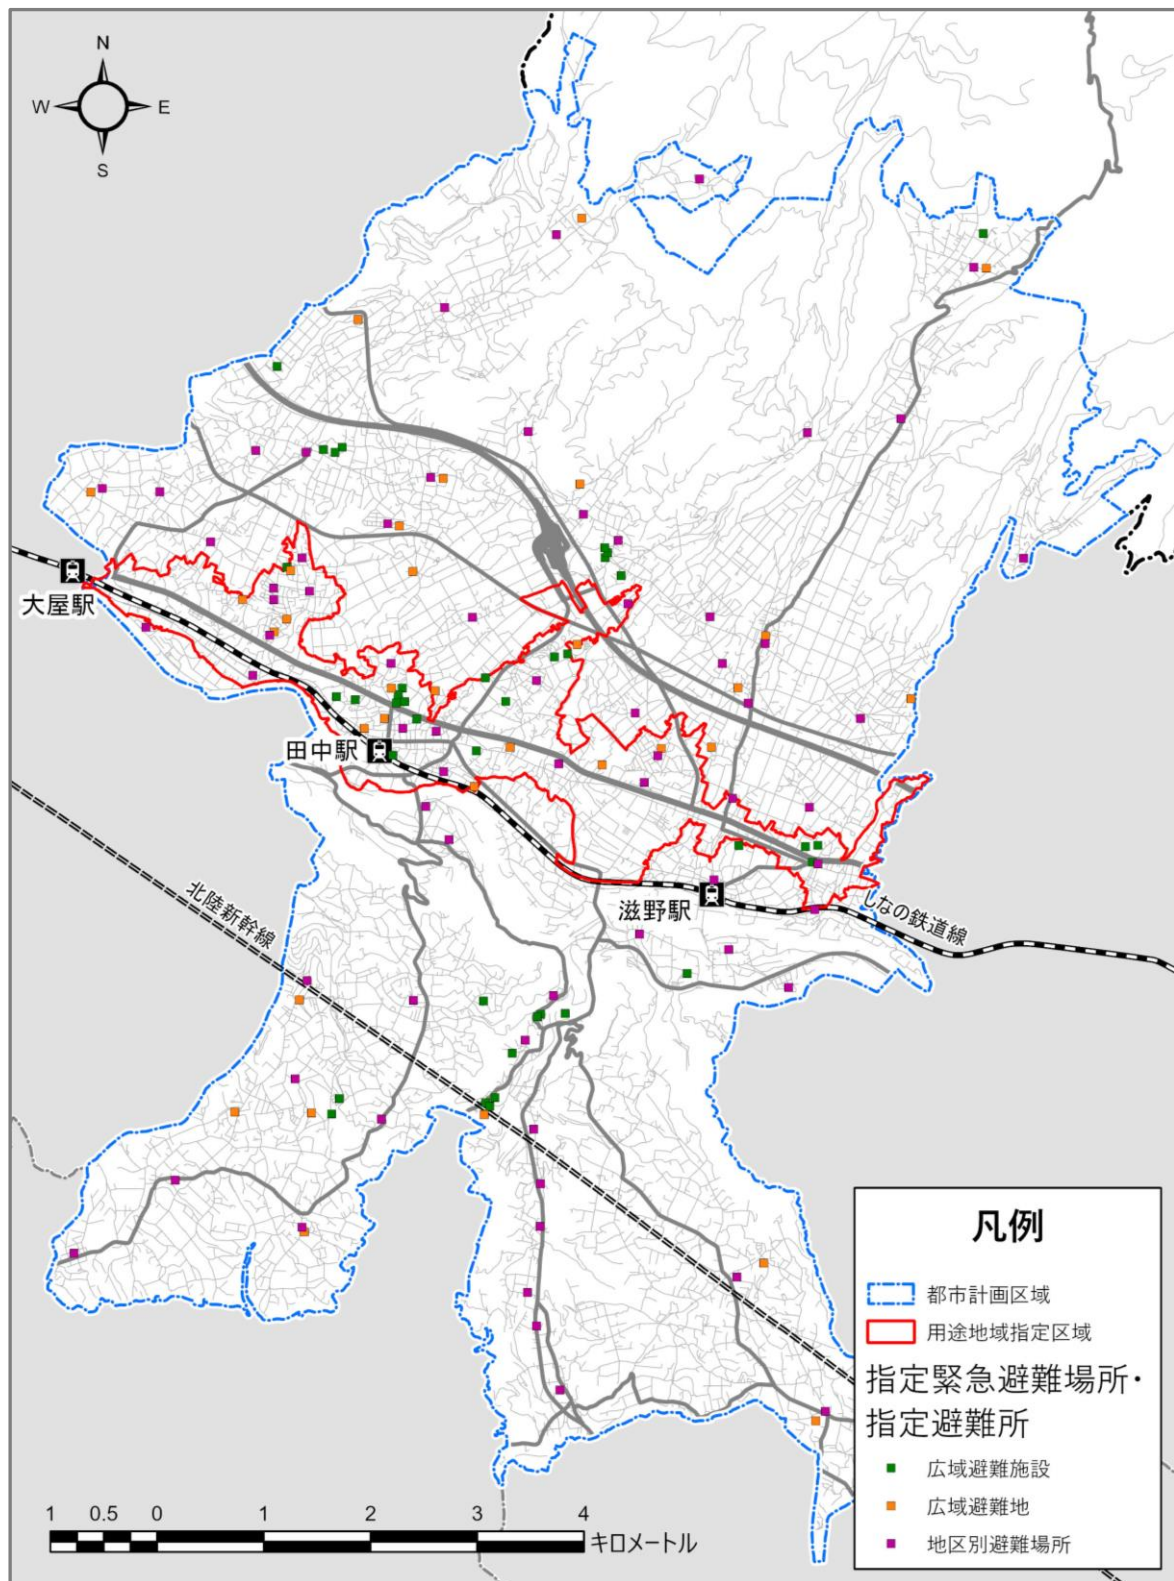 N
W E
S
大屋駅
田中駅
滋野駅
しなの鉄道線
北陸新幹線
凡例
都市計画区域
用途地域指定区域
指定緊急避難場所・
指定避難所
広域避難施設
広域避難地
地区別避難場所
1 0.5 0 1 2 3 4
キロメートル